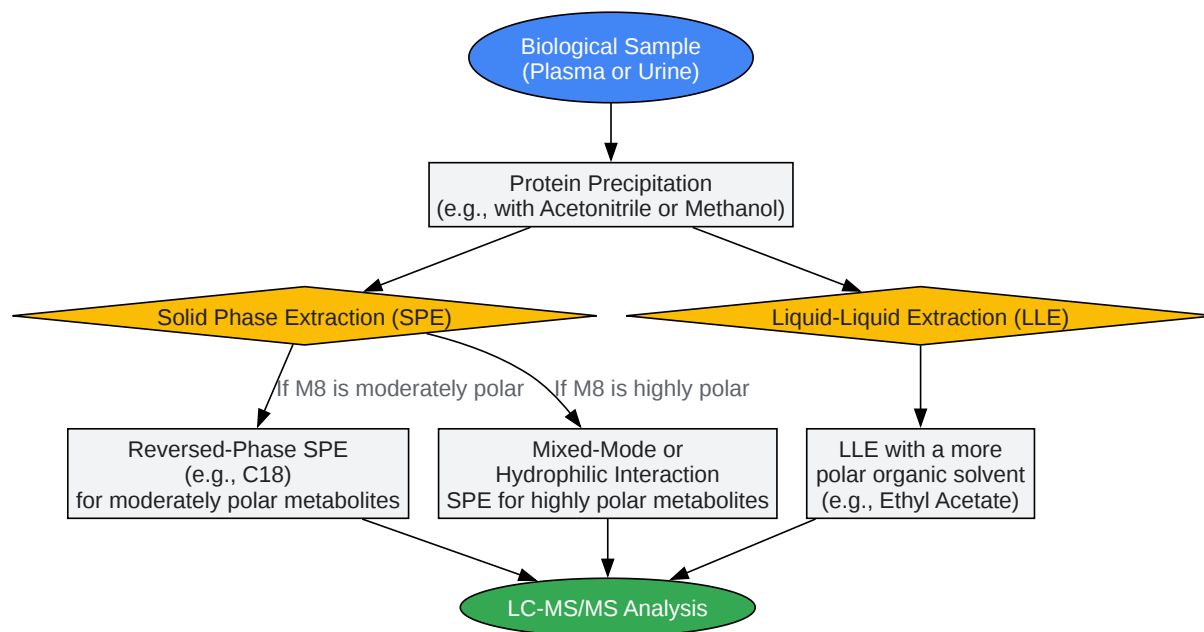 Biological Sample
(Plasma or Urine)
Protein Precipitation
(e.g., with Acetonitrile or Methanol)
Solid Phase Extraction (SPE)
Liquid-Liquid Extraction (LLE)
If M8 is moderately polar
If M8 is highly polar
Reversed-Phase SPE
(e.g., C18)
for moderately polar metabolites
Mixed-Mode or
Hydrophilic Interaction
SPE for highly polar metabolites
LLE with a more
polar organic solvent
(e.g., Ethyl Acetate)
LC-MS/MS Analysis